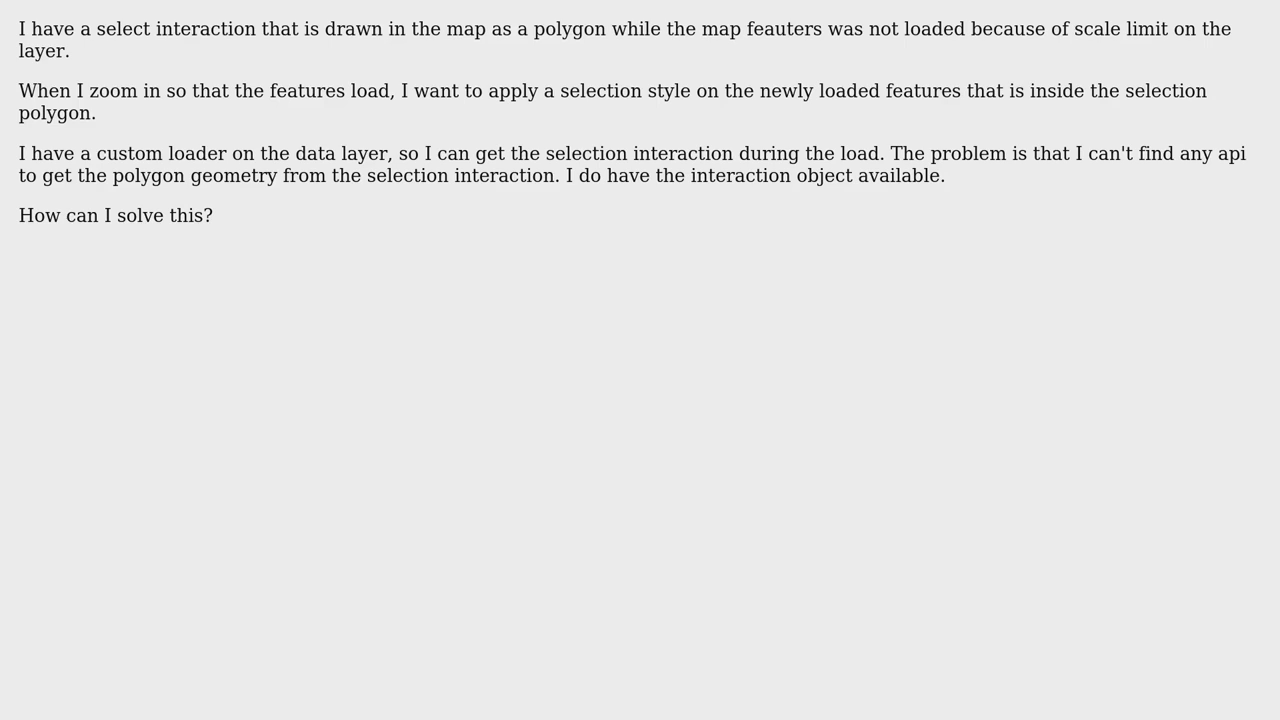 I have a select interaction that is drawn in the map as a polygon while the map feauters was not loaded because of scale limit on the
layer.
When I zoom in so that the features load, I want to apply a selection style on the newly loaded features that is inside the selection
polygon.
I have a custom loader on the data layer, so I can get the selection interaction during the load. The problem is that I can't find any api
to get the polygon geometry from the selection interaction. I do have the interaction object available.
How can I solve this?